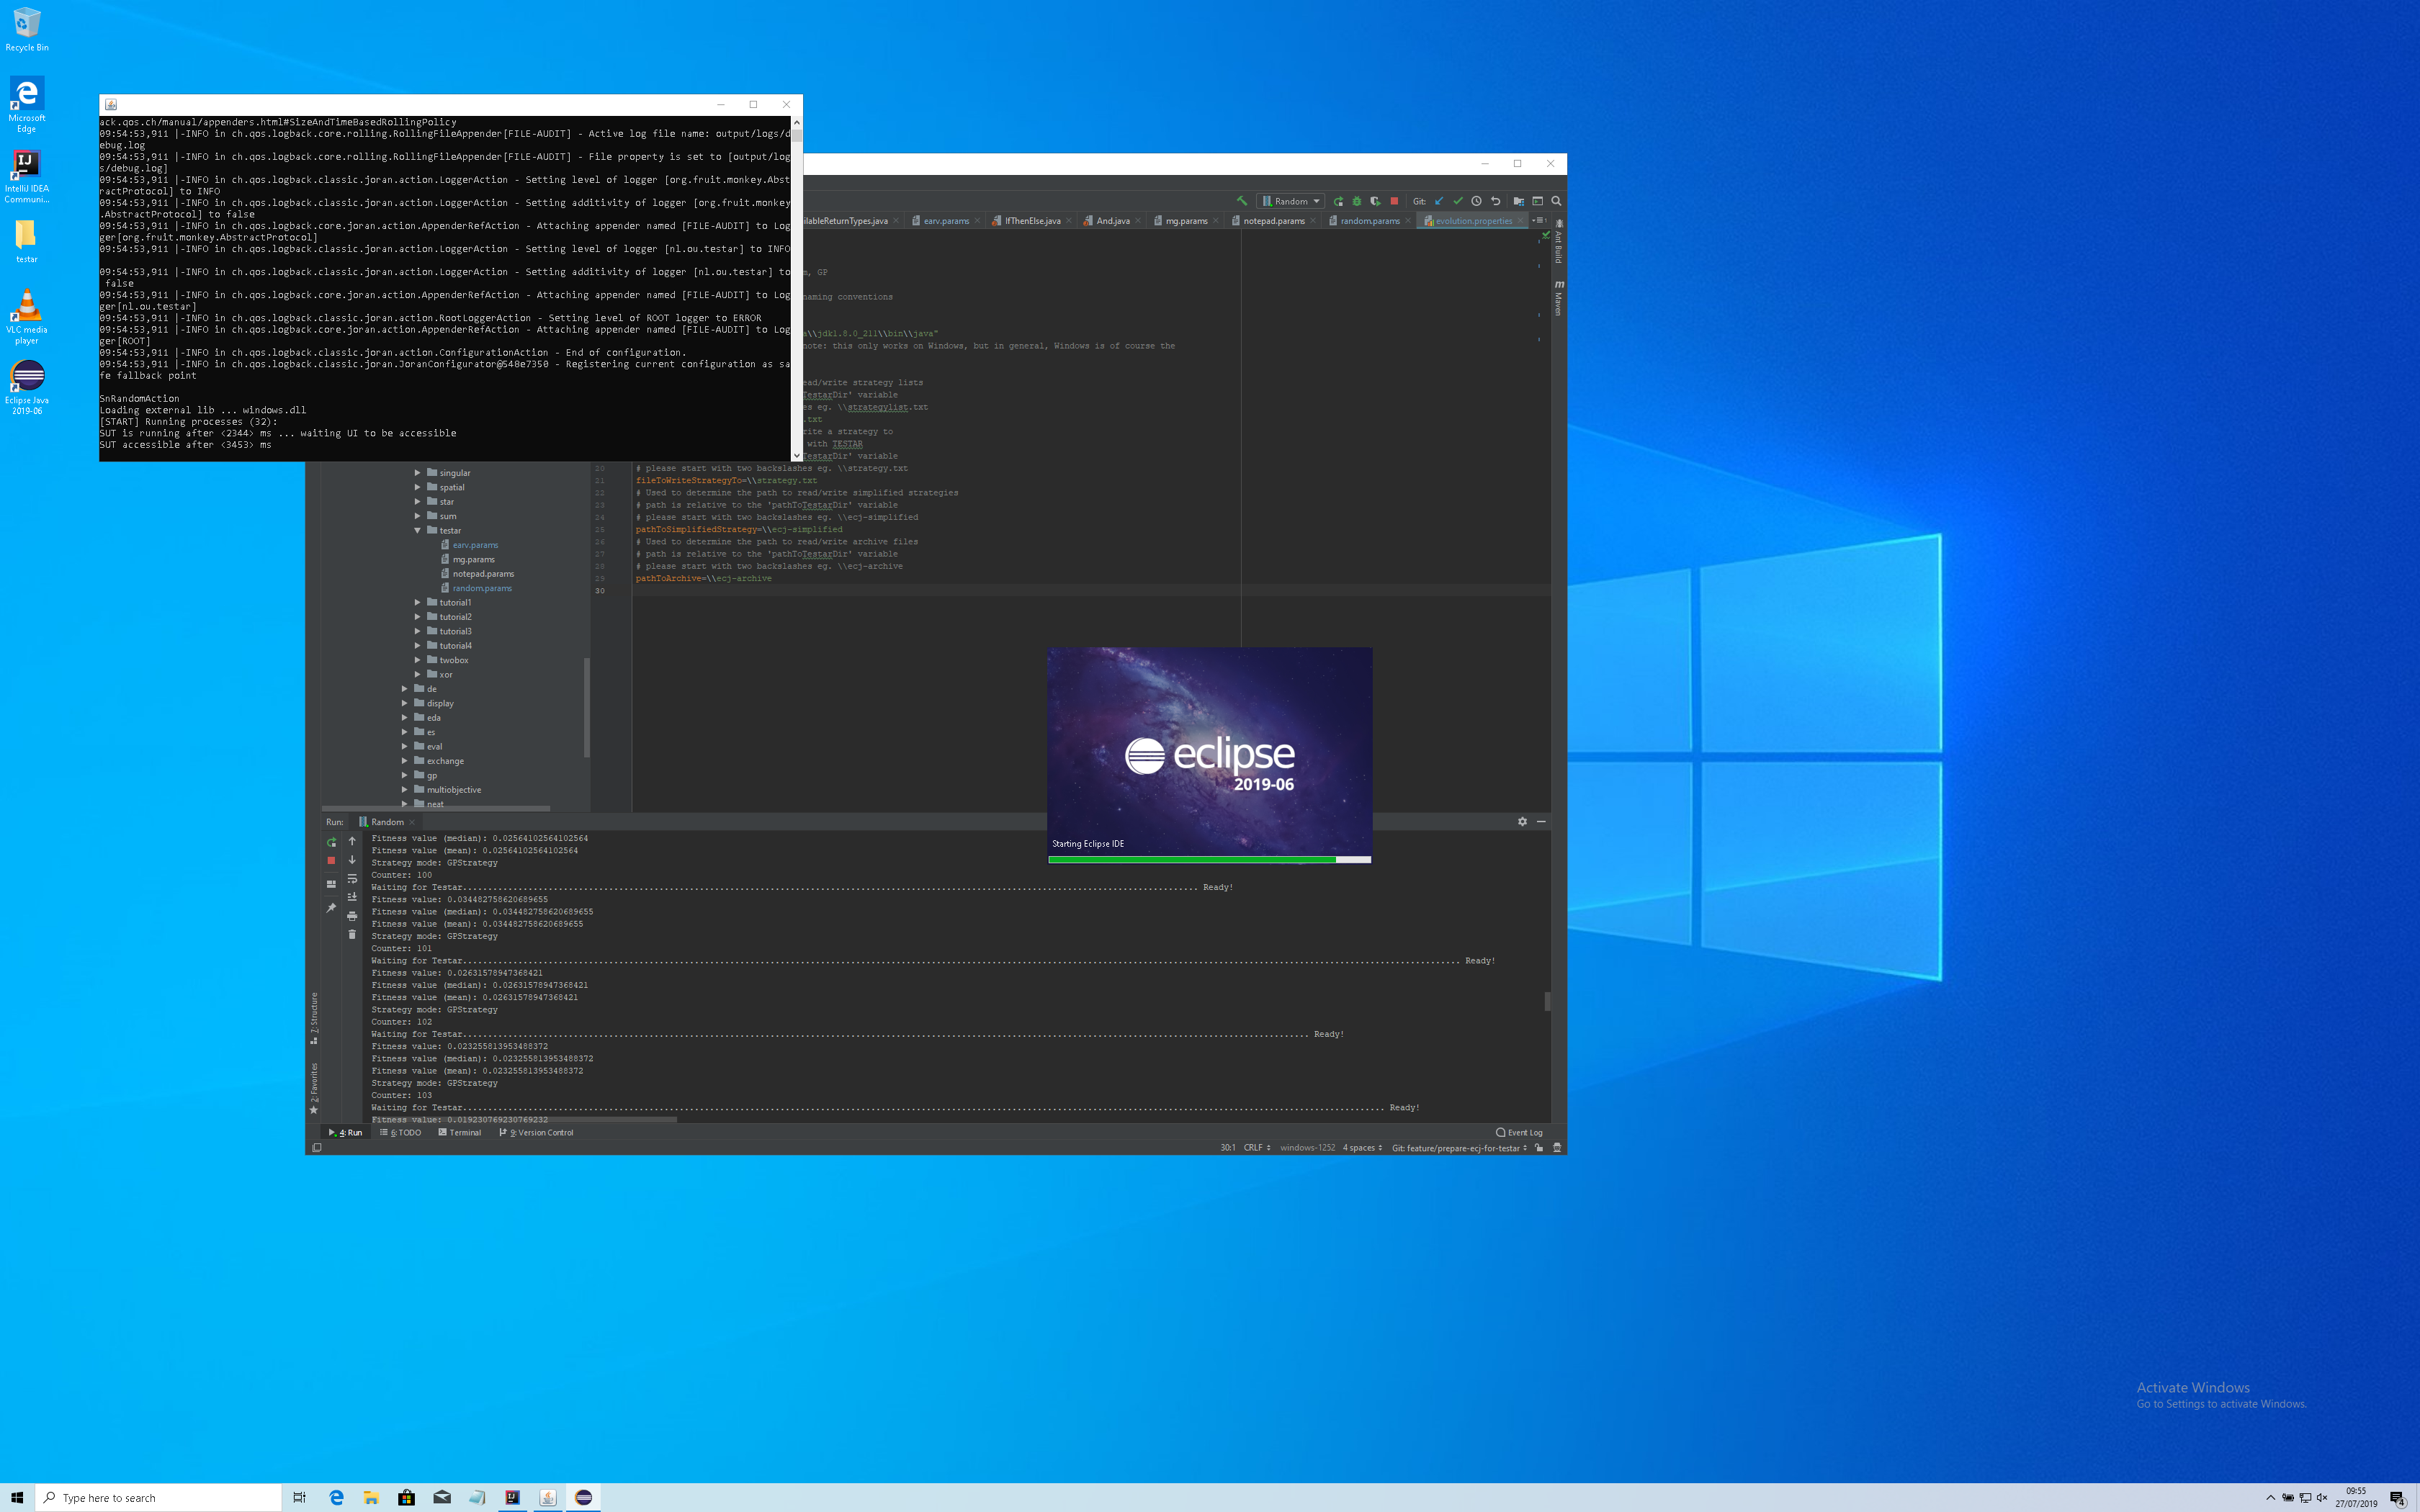 Recycle Bin
Microsoft
Edge
IntelliJ IDEA
Communi...
testar
VLC media
player
Eclipse Java
2019-06
ack.qos.ch/manual/appenders.html#SizeAndTimeBasedRollingPolicy
09:54:53,911 |-INFO in ch.qos.logback.core.rolling.RollingFileAppender[FILE-AUDIT] - Active log file name: output/logs/d
ebug.log
09:54:53,911 |-INFO in ch.qos.logback.core.rolling.RollingFileAppender[FILE-AUDIT] - File property is set to [output/log
s/debug.log]
09:54:53,911 |-INFO in ch.qos.logback.classic.joran.action.LoggerAction - Setting level of logger [org.fruit.monkey.Abst
ractProtocol] to INFO
09:54:53,911 |-INFO in ch.qos.logback.classic.joran.action.LoggerAction - Setting additivity of logger [org.fruit.monkey
.AbstractProtocol] to false
09:54:53,911 |-INFO in ch.qos.logback.core.joran.action.AppenderRefAction - Attaching appender named [FILE-AUDIT] to Log
ger[org.fruit.monkey.AbstractProtocol]
09:54:53,911 |-INFO in ch.qos.logback.classic.joran.action.LoggerAction - Setting level of logger [nl.ou.testar] to INFO
09:54:53,911 |-INFO in ch.qos.logback.classic.joran.action.LoggerAction - Setting additivity of logger [nl.ou.testar] to
false
09:54:53,911 |-INFO in ch.qos.logback.core.joran.action.AppenderRefAction - Attaching appender named [FILE-AUDIT] to Log
ger[nl.ou.testar]
09:54:53,911 |-INFO in ch.qos.logback.classic.joran.action.RootLoggerAction - Setting level of ROOT logger to ERROR
09:54:53,911 |-INFO in ch.qos.logback.core.joran.action.AppenderRefAction - Attaching appender named [FILE-AUDIT] to Log
ger[ROOT]
09:54:53,911 |-INFO in ch.qos.logback.classic.joran.action.ConfigurationAction - End of configuration.
09:54:53,911 |-INFO in ch.qos.logback.classic.joran.JoranConfigurator@548e7350 - Registering current configuration as sa
fe fallback point
SnRandomAction
Loading external lib ... windows.dll
[START] Running processes (32):
SUT is running after <2344> ms ... waiting UI to be accessible
SUT accessible after <3453> ms
Random
Git:
ilableReturnTypes.java earv.params IfThenElse.java And.java mg.params notepad.params random.params evolution.properties
Ant Build
Maven
n, GP
naming conventions
a\\jdk1.8.0_211\\bin\\java"
note: this only works on Windows, but in general, Windows is of course the
ead/write strategy lists
TestarDir' variable
es eg. \\strategylist.txt
.txt
rite a strategy to
with TESTAR
TestarDir' variable
20 # please start with two backslashes eg. \\strategy.txt
21 fileToWriteStrategyTo=\\strategy.txt
22 # Used to determine the path to read/write simplified strategies
23 # path is relative to the 'pathToTestarDir' variable
24 # please start with two backslashes eg. \\ecj-simplified
25 pathToSimplifiedStrategy=\\ecj-simplified
26 # Used to determine the path to read/write archive files
27 # path is relative to the 'pathToTestarDir' variable
28 # please start with two backslashes eg. \\ecj-archive
29 pathToArchive=\\ecj-archive
30
singular
spatial
star
sum
testar
earv.params
mg.params
notepad.params
random.params
tutorial1
tutorial2
tutorial3
tutorial4
twobox
xor
de
display
eda
es
eval
exchange
gp
multiobjective
neat
eclipse
2019-06
Starting Eclipse IDE
Run: Random
Fitness value (median): 0.02564102564102564
Fitness value (mean): 0.02564102564102564
Strategy mode: GPStrategy
Counter: 100
Waiting for Testar.................................................................................................................................................. Ready!
Fitness value: 0.034482758620689655
Fitness value (median): 0.034482758620689655
Fitness value (mean): 0.034482758620689655
Strategy mode: GPStrategy
Counter: 101
Waiting for Testar...................................................................................................................................................................................................... Ready!
Fitness value: 0.02631578947368421
Fitness value (median): 0.02631578947368421
Fitness value (mean): 0.02631578947368421
Strategy mode: GPStrategy
Counter: 102
Waiting for Testar........................................................................................................................................................................ Ready!
Fitness value: 0.023255813953488372
Fitness value (median): 0.023255813953488372
Fitness value (mean): 0.023255813953488372
Strategy mode: GPStrategy
Counter: 103
Waiting for Testar....................................................................................................................................................................................... Ready!
Fitness value: 0.019230769230769232
7: Structure
2: Favorites
4: Run 6: TODO Terminal 9: Version Control
Event Log
30:1 CRLF windows-1252 4 spaces Git: feature/prepare-ecj-for-testar
Activate Windows
Go to Settings to activate Windows.
Type here to search
09:55
27/07/2019
4